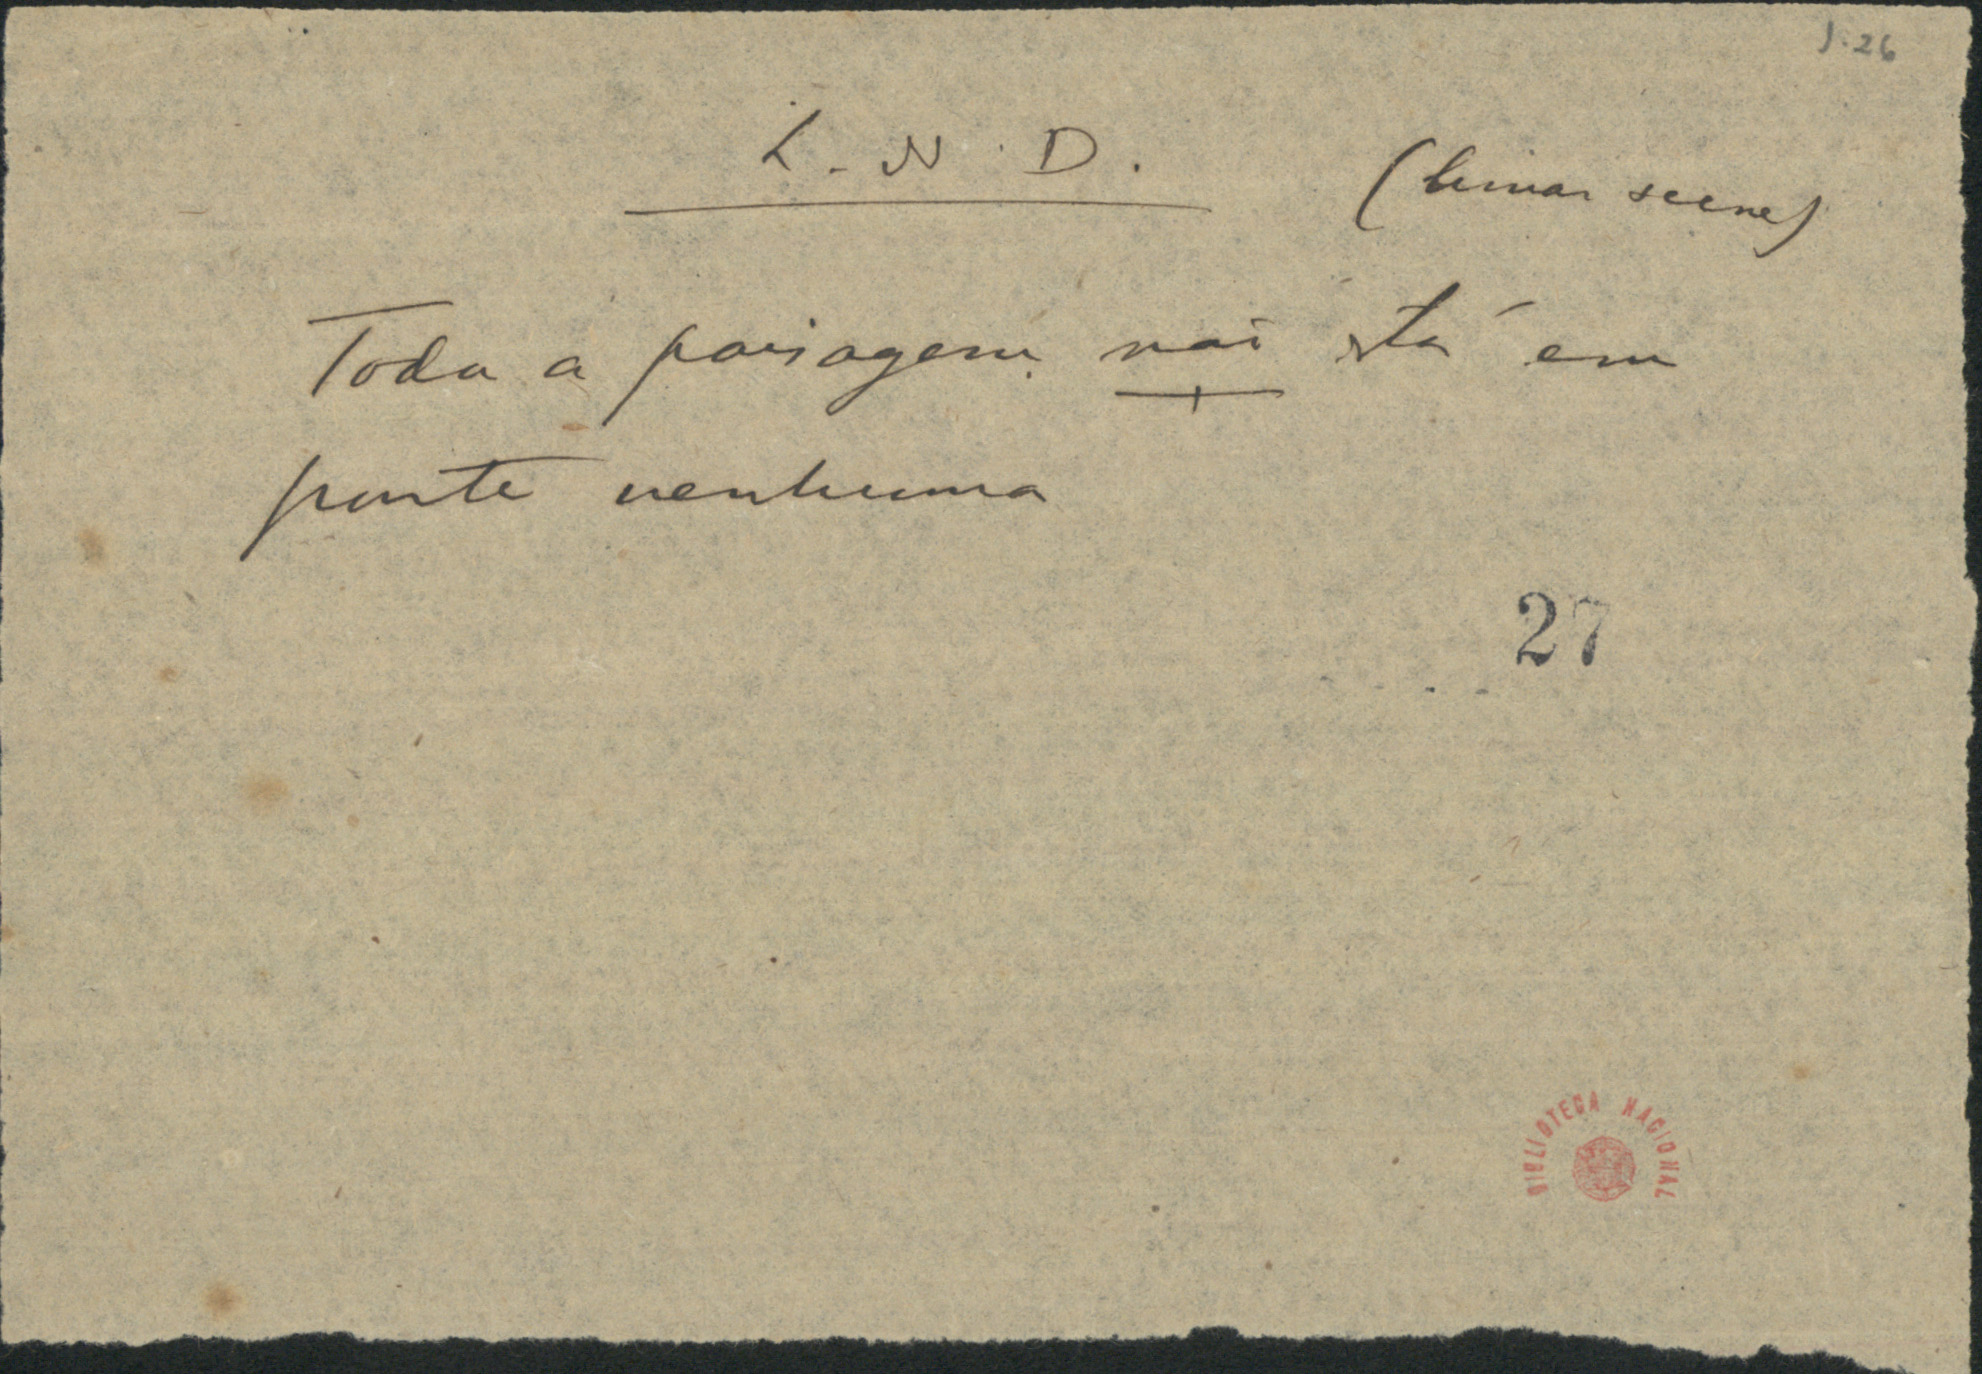 1.26
L. N. D. (lunar scene)
Toda a paisagem não está em
parte nenhuma
27
BIBLIOTECA NACIONAL